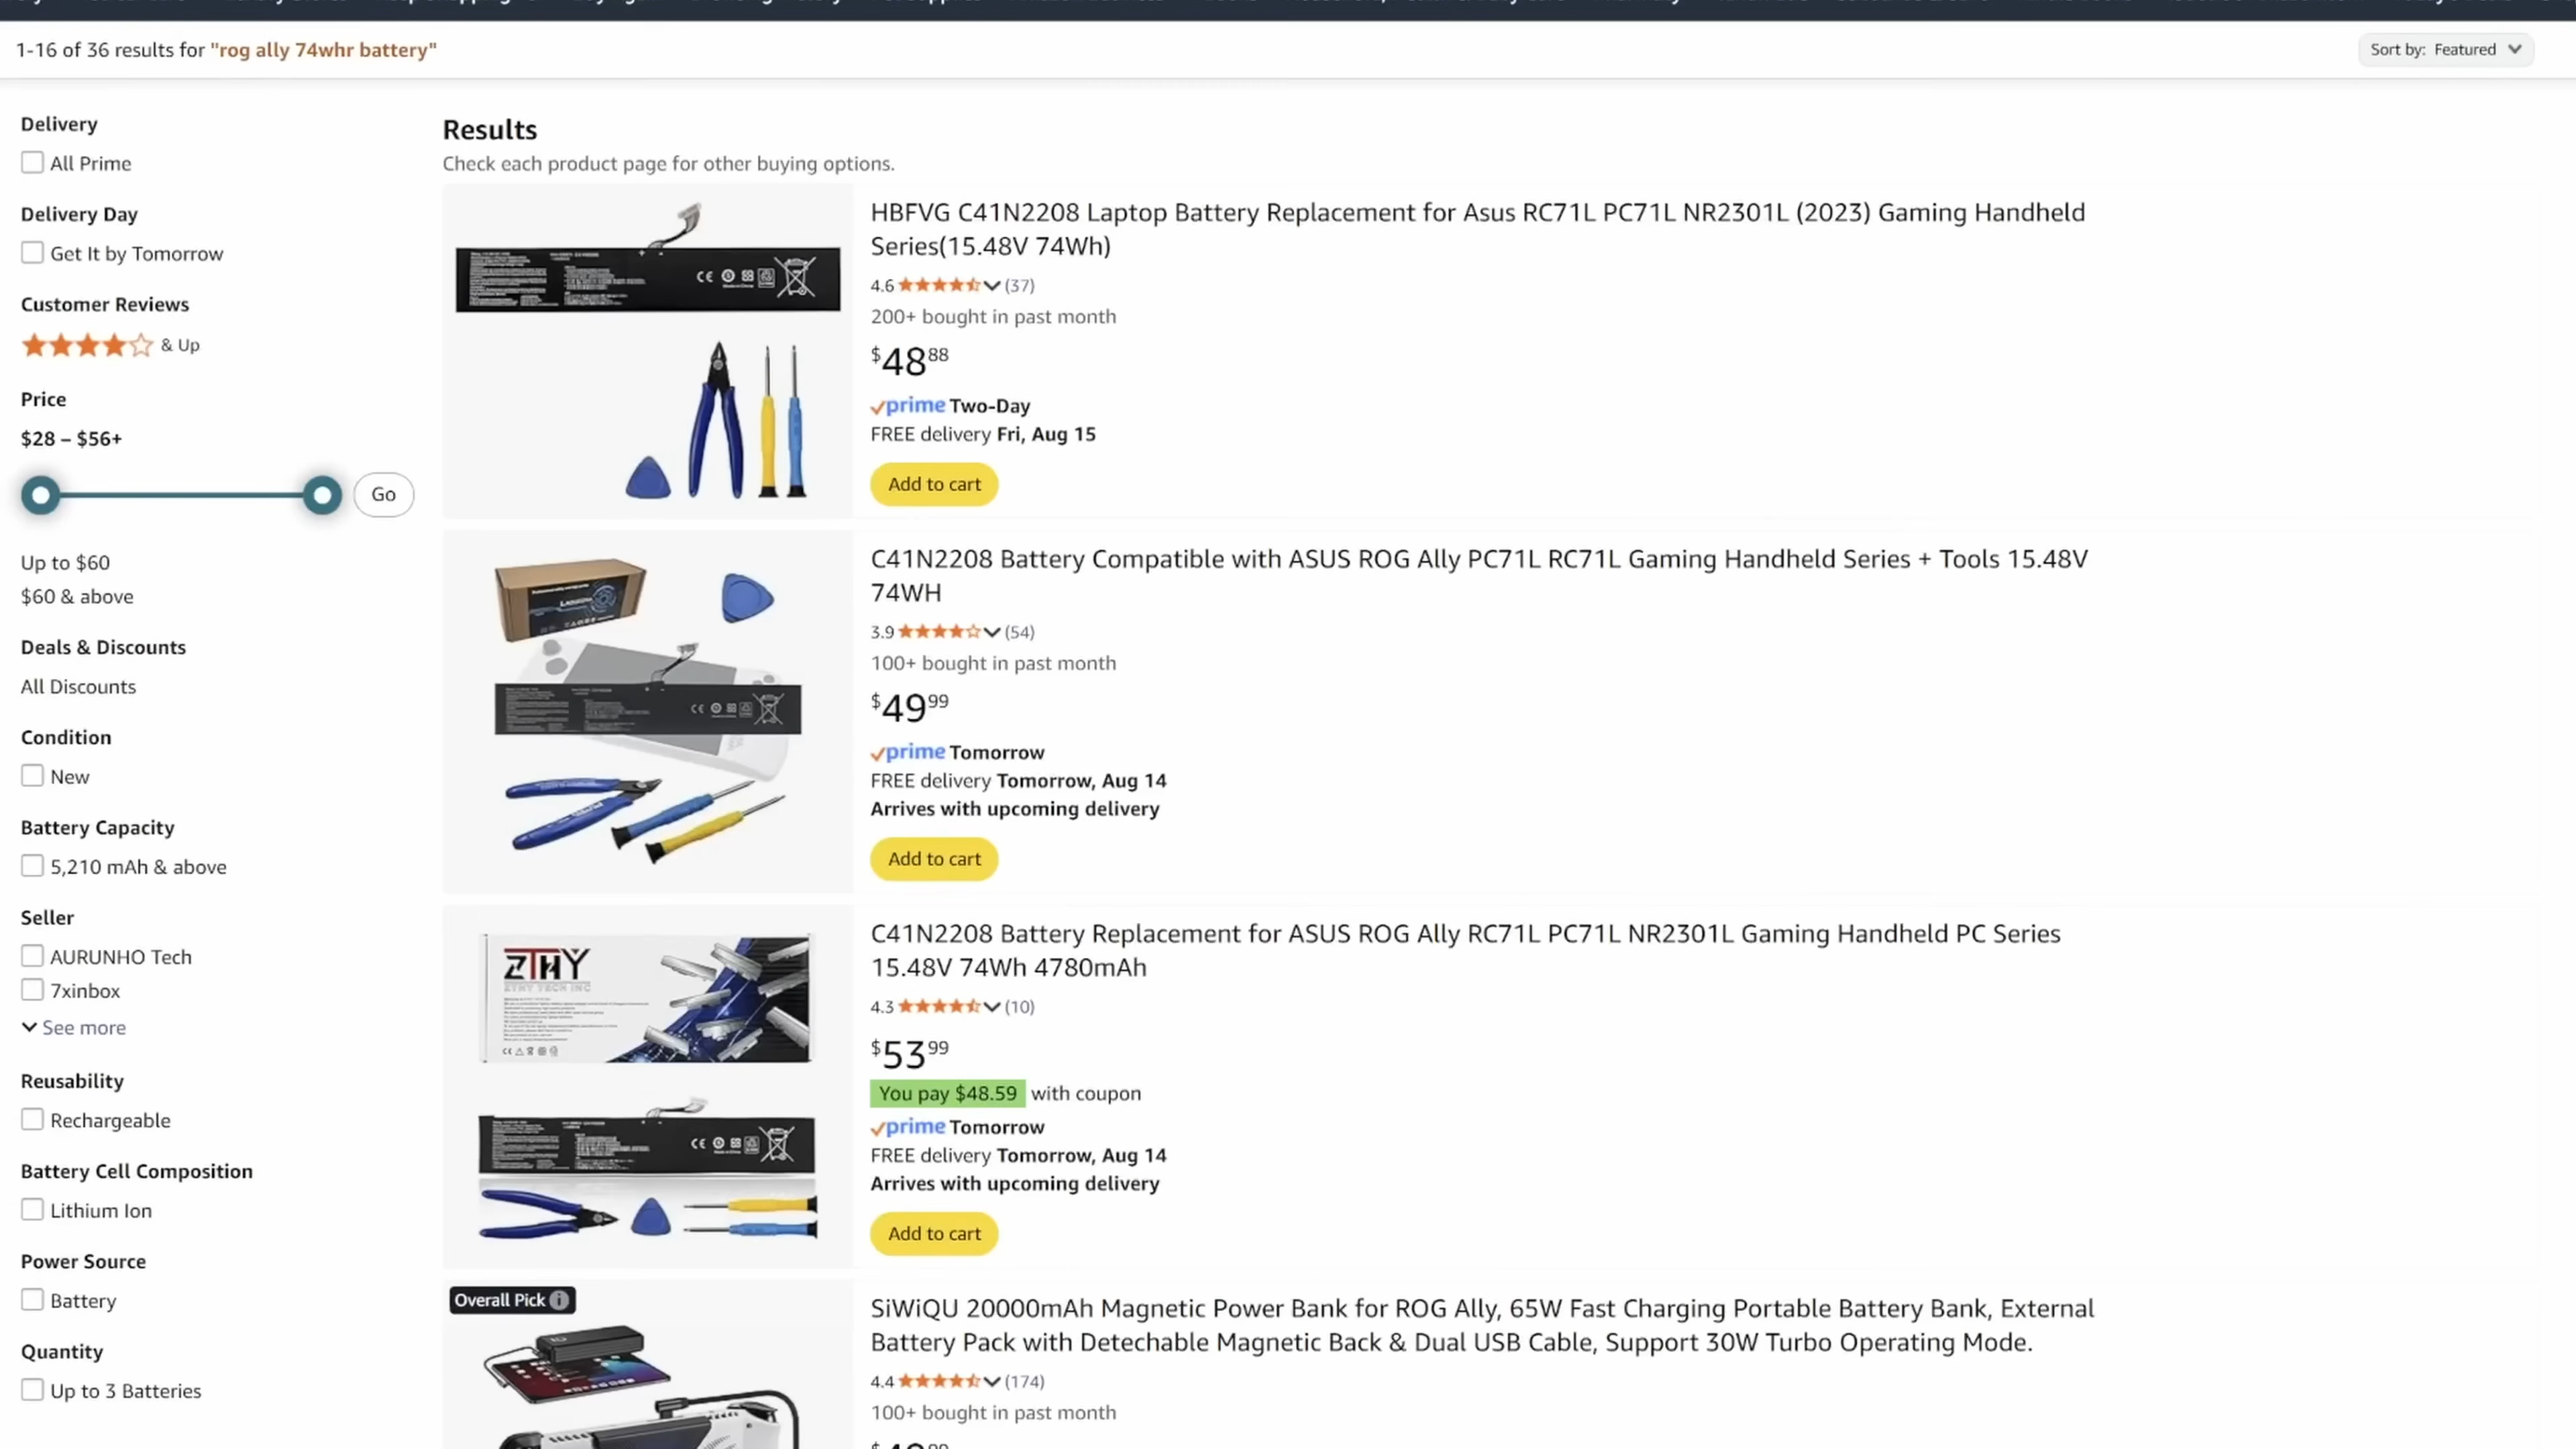 1-16 of 36 results for "rog ally 74whr battery"
Sort by: Featured
Delivery
All Prime
Delivery Day
Get It by Tomorrow
Customer Reviews
& Up
Price
$28 – $56+
Go
Up to $60
$60 & above
Deals & Discounts
All Discounts
Condition
New
Battery Capacity
5,210 mAh & above
Seller
AURUNHO Tech
7xinbox
See more
Reusability
Rechargeable
Battery Cell Composition
Lithium Ion
Power Source
Battery
Quantity
Up to 3 Batteries
Results
Check each product page for other buying options.
HBFVG C41N2208 Laptop Battery Replacement for Asus RC71L PC71L NR2301L (2023) Gaming Handheld
Series(15.48V 74Wh)
4.6 (37)
200+ bought in past month
$48 88
prime Two-Day
FREE delivery Fri, Aug 15
Add to cart
C41N2208 Battery Compatible with ASUS ROG Ally PC71L RC71L Gaming Handheld Series + Tools 15.48V
74WH
3.9 (54)
100+ bought in past month
$49 99
prime Tomorrow
FREE delivery Tomorrow, Aug 14
Arrives with upcoming delivery
Add to cart
ZTHY
ZTHY TECH INC
C41N2208 Battery Replacement for ASUS ROG Ally RC71L PC71L NR2301L Gaming Handheld PC Series
15.48V 74Wh 4780mAh
4.3 (10)
$53 99
You pay $48.59 with coupon
prime Tomorrow
FREE delivery Tomorrow, Aug 14
Arrives with upcoming delivery
Add to cart
Overall Pick
SiWiQU 20000mAh Magnetic Power Bank for ROG Ally, 65W Fast Charging Portable Battery Bank, External
Battery Pack with Detechable Magnetic Back & Dual USB Cable, Support 30W Turbo Operating Mode.
4.4 (174)
100+ bought in past month